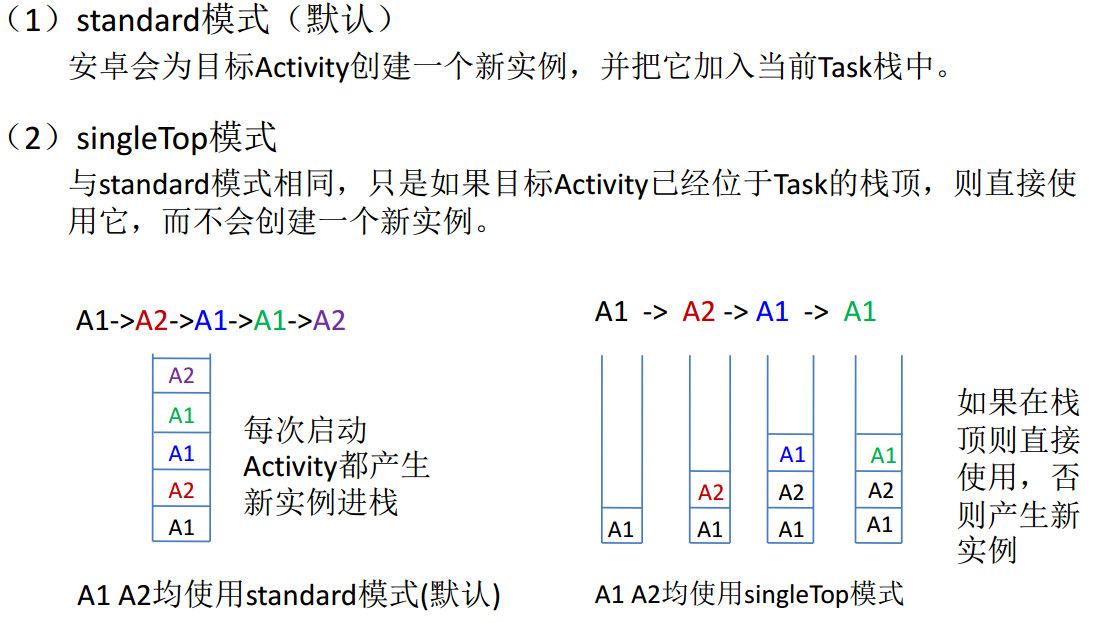 （1）standard模式（默认）
安卓会为目标Activity创建一个新实例，并把它加入当前Task栈中。
（2）singleTop模式
与standard模式相同，只是如果目标Activity已经位于Task的栈顶，则直接使
用它，而不会创建一个新实例。
A1->A2->A1->A1->A2
A2
A1
A1
A2
A1
每次启动
Activity都产生
新实例进栈
A1 A2均使用standard模式(默认)
A1 -> A2 -> A1 -> A1
A1
A2
A1
A1
A2
A1
A1
A2
A1
如果在栈
顶则直接
使用，否
则产生新
实例
A1 A2均使用singleTop模式